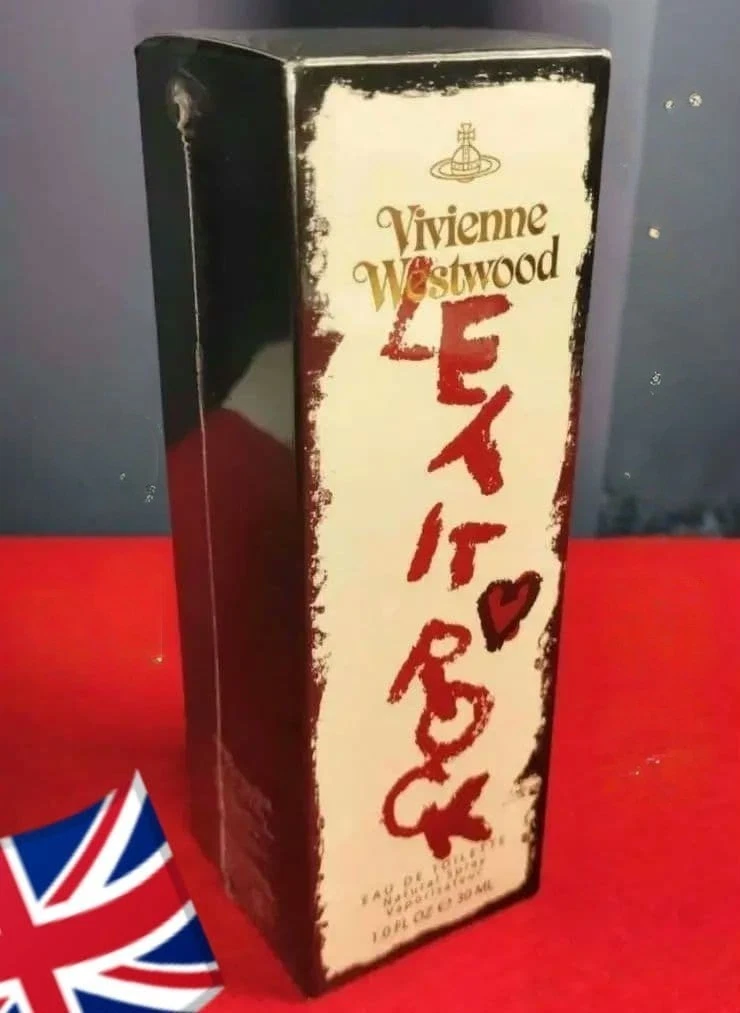 Vivienne
Westwood
LET
IT
ROCK
EAU DE TOILETTE
Natural Spray
Vaporisateur
1.0 FL OZ ℮ 30 ML